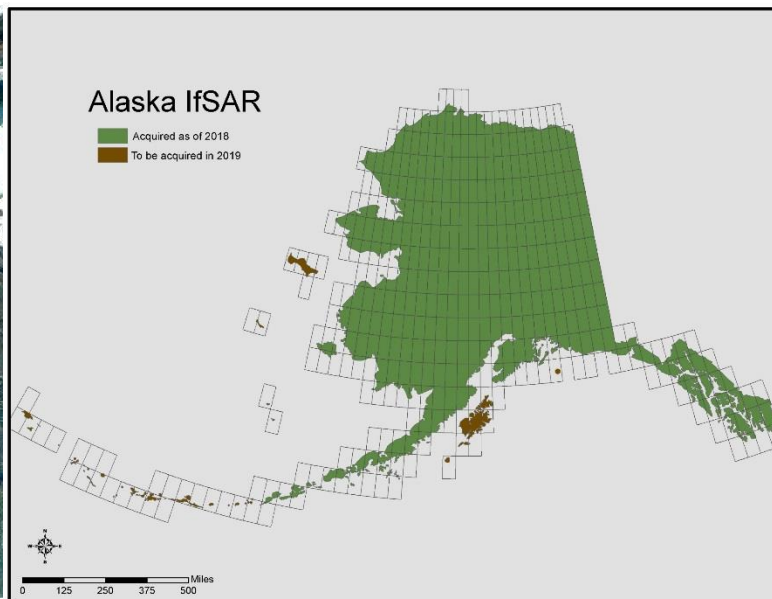 Alaska IfSAR
Acquired as of 2018
To be acquired in 2019
N
W E
S
Miles
0 125 250 375 500